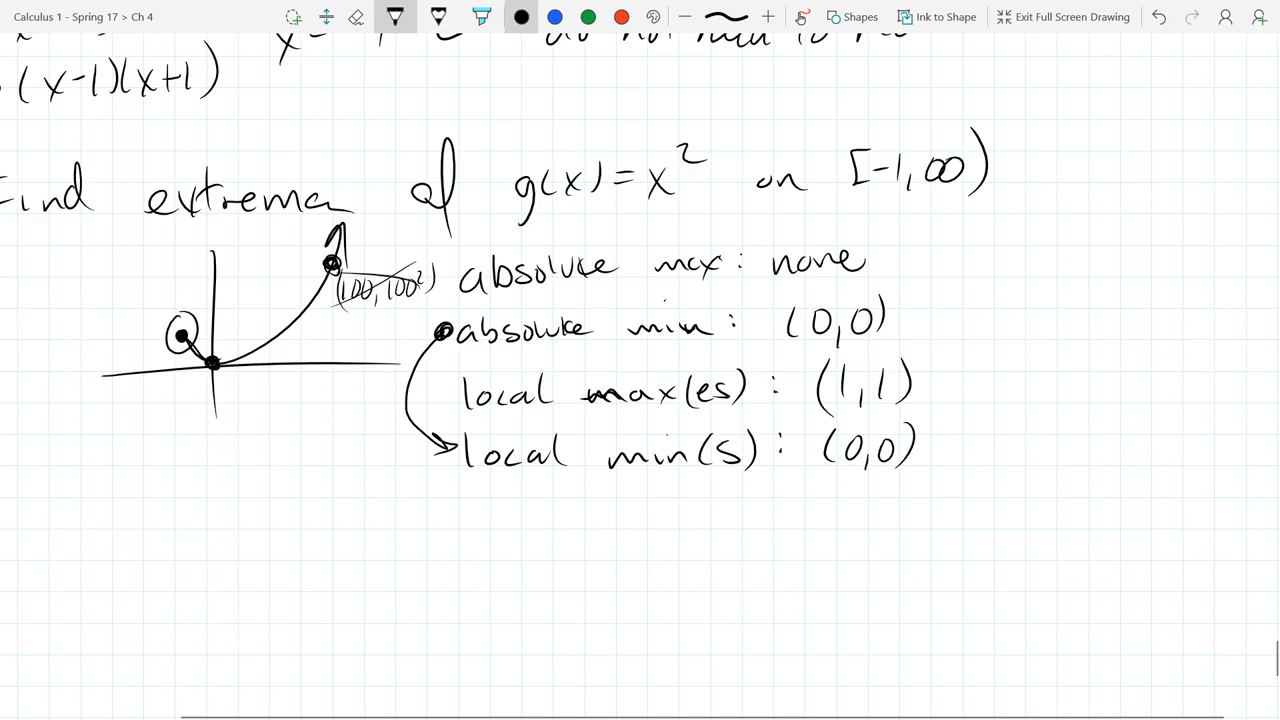 Calculus 1 - Spring 17 > Ch 4
Shapes
Ink to Shape
Exit Full Screen Drawing
(x-1)(x+1)
Find extrema of g(x) = x² on [-1, ∞)
(100, 100²)
absolute max : none
absolute min : (0,0)
local max(es) : (1,1)
local min(s) : (0,0)